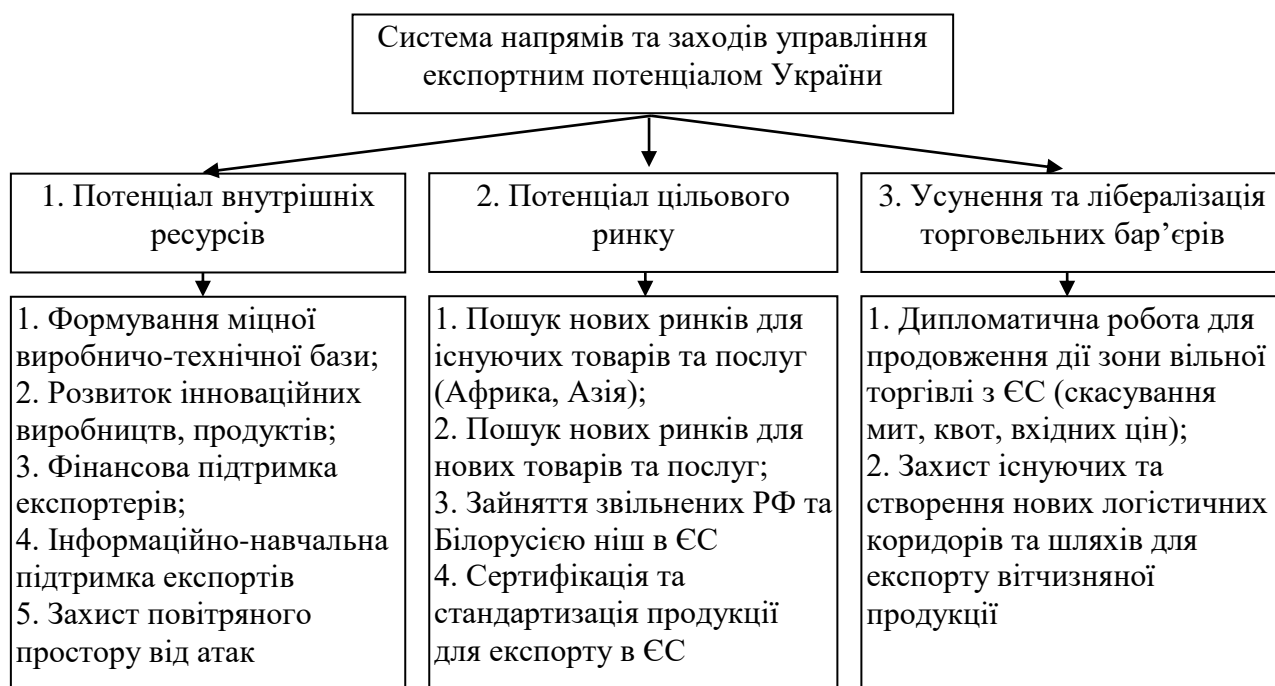 Система напрямів та заходів управління
експортним потенціалом України
1. Потенціал внутрішніх
ресурсів
2. Потенціал цільового
ринку
3. Усунення та лібералізація
торговельних бар’єрів
1. Формування міцної
виробничо-технічної бази;
2. Розвиток інноваційних
виробництв, продуктів;
3. Фінансова підтримка
експортерів;
4. Інформаційно-навчальна
підтримка експортів
5. Захист повітряного
простору від атак
1. Пошук нових ринків для
існуючих товарів та послуг
(Африка, Азія);
2. Пошук нових ринків для
нових товарів та послуг;
3. Зайняття звільнених РФ та
Білорусією ніш в ЄС
4. Сертифікація та
стандартизація продукції
для експорту в ЄС
1. Дипломатична робота для
продовження дії зони вільної
торгівлі з ЄС (скасування
мит, квот, вхідних цін);
2. Захист існуючих та
створення нових логістичних
коридорів та шляхів для
експорту вітчизняної
продукції